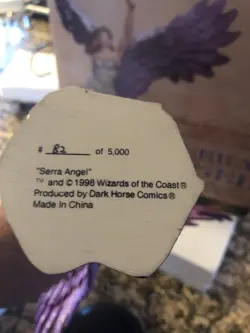 # 82 of 5,000
"Serra Angel"
™ and © 1998 Wizards of the Coast®
Produced by Dark Horse Comics®
Made in China